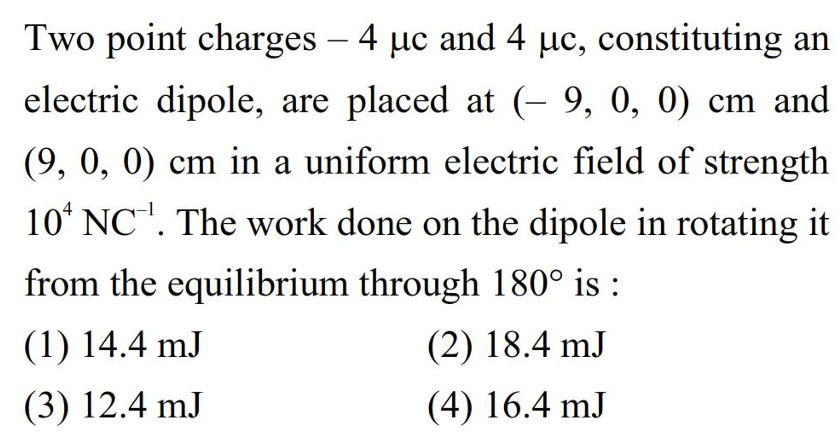 Two point charges – 4 μc and 4 μc, constituting an
electric dipole, are placed at (– 9, 0, 0) cm and
(9, 0, 0) cm in a uniform electric field of strength
10⁴ NC⁻¹. The work done on the dipole in rotating it
from the equilibrium through 180° is :
(1) 14.4 mJ (2) 18.4 mJ
(3) 12.4 mJ (4) 16.4 mJ